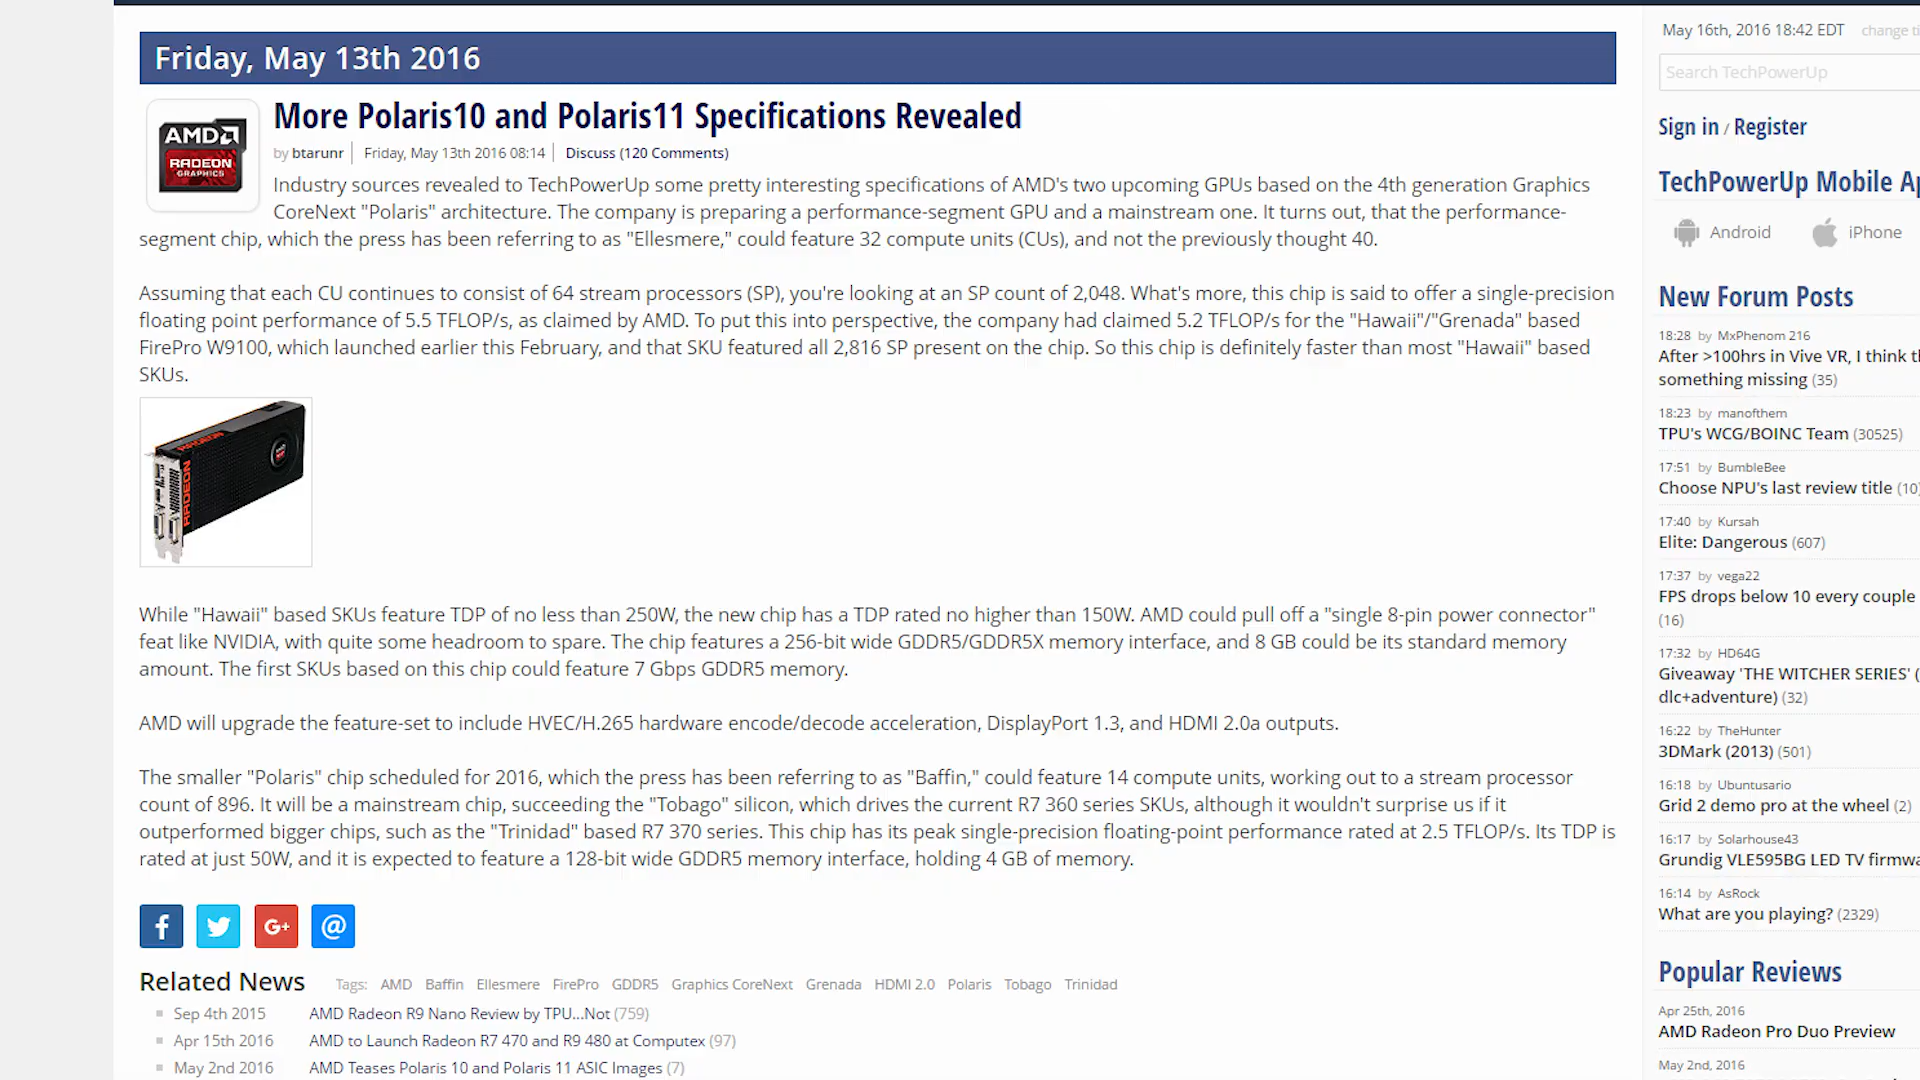 May 16th, 2016 18:42 EDT change
Friday, May 13th 2016
Search TechPowerUp
AMD
RADEON
GRAPHICS
More Polaris10 and Polaris11 Specifications Revealed
by btarunr
Friday, May 13th 2016 08:14
Discuss (120 Comments)
Industry sources revealed to TechPowerUp some pretty interesting specifications of AMD's two upcoming GPUs based on the 4th generation Graphics
CoreNext "Polaris" architecture. The company is preparing a performance-segment GPU and a mainstream one. It turns out, that the performance-
segment chip, which the press has been referring to as "Ellesmere," could feature 32 compute units (CUs), and not the previously thought 40.
Assuming that each CU continues to consist of 64 stream processors (SP), you're looking at an SP count of 2,048. What's more, this chip is said to offer a single-precision
floating point performance of 5.5 TFLOP/s, as claimed by AMD. To put this into perspective, the company had claimed 5.2 TFLOP/s for the "Hawaii"/"Grenada" based
FirePro W9100, which launched earlier this February, and that SKU featured all 2,816 SP present on the chip. So this chip is definitely faster than most "Hawaii" based
SKUs.
RADEON
RADEON
While "Hawaii" based SKUs feature TDP of no less than 250W, the new chip has a TDP rated no higher than 150W. AMD could pull off a "single 8-pin power connector"
feat like NVIDIA, with quite some headroom to spare. The chip features a 256-bit wide GDDR5/GDDR5X memory interface, and 8 GB could be its standard memory
amount. The first SKUs based on this chip could feature 7 Gbps GDDR5 memory.
AMD will upgrade the feature-set to include HVEC/H.265 hardware encode/decode acceleration, DisplayPort 1.3, and HDMI 2.0a outputs.
The smaller "Polaris" chip scheduled for 2016, which the press has been referring to as "Baffin," could feature 14 compute units, working out to a stream processor
count of 896. It will be a mainstream chip, succeeding the "Tobago" silicon, which drives the current R7 360 series SKUs, although it wouldn't surprise us if it
outperformed bigger chips, such as the "Trinidad" based R7 370 series. This chip has its peak single-precision floating-point performance rated at 2.5 TFLOP/s. Its TDP is
rated at just 50W, and it is expected to feature a 128-bit wide GDDR5 memory interface, holding 4 GB of memory.
f G+ @
Related News
Tags: AMD Baffin Ellesmere FirePro GDDR5 Graphics CoreNext Grenada HDMI 2.0 Polaris Tobago Trinidad
Sep 4th 2015 AMD Radeon R9 Nano Review by TPU...Not (759)
Apr 15th 2016 AMD to Launch Radeon R7 470 and R9 480 at Computex (97)
May 2nd 2016 AMD Teases Polaris 10 and Polaris 11 ASIC Images (7)
Sign in / Register
TechPowerUp Mobile
Android iPhone
New Forum Posts
18:28 by MxPhenom 216
After >100hrs in Vive VR, I think
something missing (35)
18:23 by manofthem
TPU's WCG/BOINC Team (30525)
17:51 by BumbleBee
Choose NPU's last review title (10
17:40 by Kursah
Elite: Dangerous (607)
17:37 by vega22
FPS drops below 10 every couple
(16)
17:32 by HD64G
Giveaway 'THE WITCHER SERIES' (
dlc+adventure) (32)
16:22 by TheHunter
3DMark (2013) (501)
16:18 by Ubuntusario
Grid 2 demo pro at the wheel (2)
16:17 by Solarhouse43
Grundig VLE595BG LED TV
16:14 by AsRock
What are you playing? (2329)
Popular Reviews
Apr 25th, 2016
AMD Radeon Pro Duo Preview
May 2nd, 2016